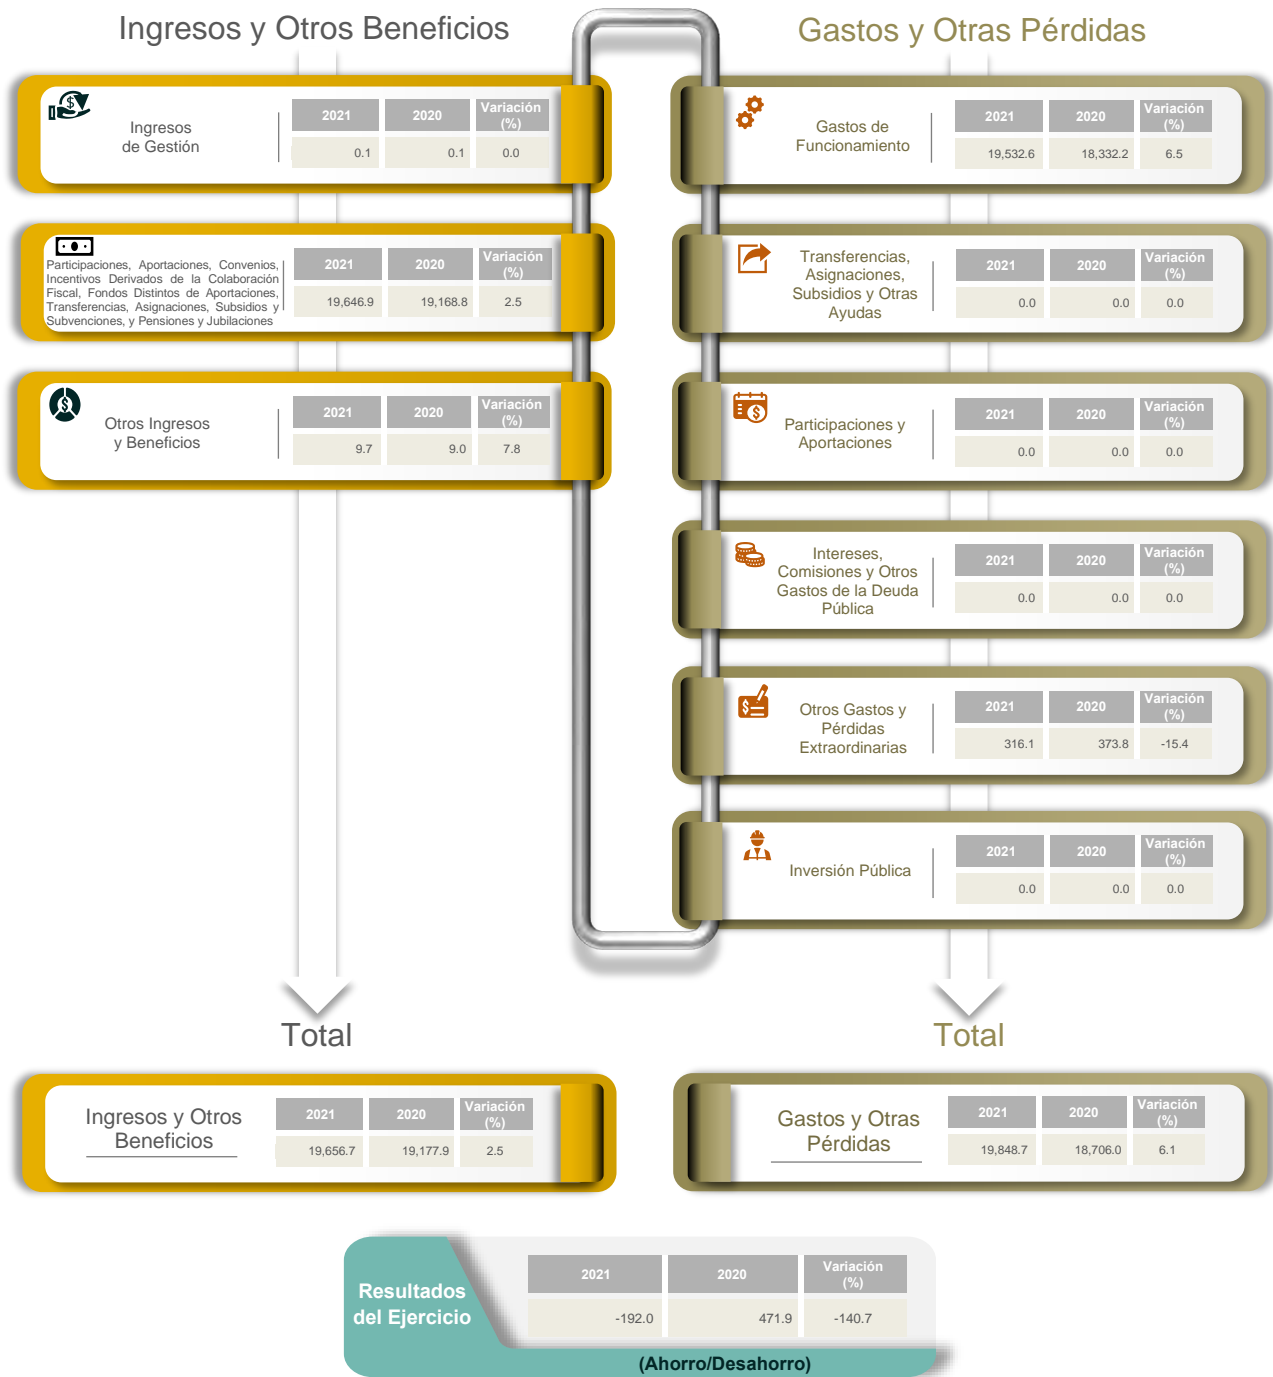 Ingresos y Otros Beneficios
Ingresos
de Gestión
2021 2020 Variación
(%)
0.1 0.1 0.0
Participaciones, Aportaciones, Convenios,
Incentivos Derivados de la Colaboración
Fiscal, Fondos Distintos de Aportaciones,
Transferencias, Asignaciones, Subsidios y
Subvenciones, y Pensiones y Jubilaciones
2021 2020 Variación
(%)
19,646.9 19,168.8 2.5
Otros Ingresos
y Beneficios
2021 2020 Variación
(%)
9.7 9.0 7.8
Total
Ingresos y Otros
Beneficios
2021 2020 Variación
(%)
19,656.7 19,177.9 2.5
Gastos y Otras Pérdidas
Gastos de
Funcionamiento
2021 2020 Variación
(%)
19,532.6 18,332.2 6.5
Transferencias,
Asignaciones,
Subsidios y Otras
Ayudas
2021 2020 Variación
(%)
0.0 0.0 0.0
Participaciones y
Aportaciones
2021 2020 Variación
(%)
0.0 0.0 0.0
Intereses,
Comisiones y Otros
Gastos de la Deuda
Pública
2021 2020 Variación
(%)
0.0 0.0 0.0
Otros Gastos y
Pérdidas
Extraordinarias
2021 2020 Variación
(%)
316.1 373.8 -15.4
Inversión Pública
2021 2020 Variación
(%)
0.0 0.0 0.0
Total
Gastos y Otras
Pérdidas
2021 2020 Variación
(%)
19,848.7 18,706.0 6.1
Resultados
del Ejercicio
2021 2020 Variación
(%)
-192.0 471.9 -140.7
(Ahorro/Desahorro)